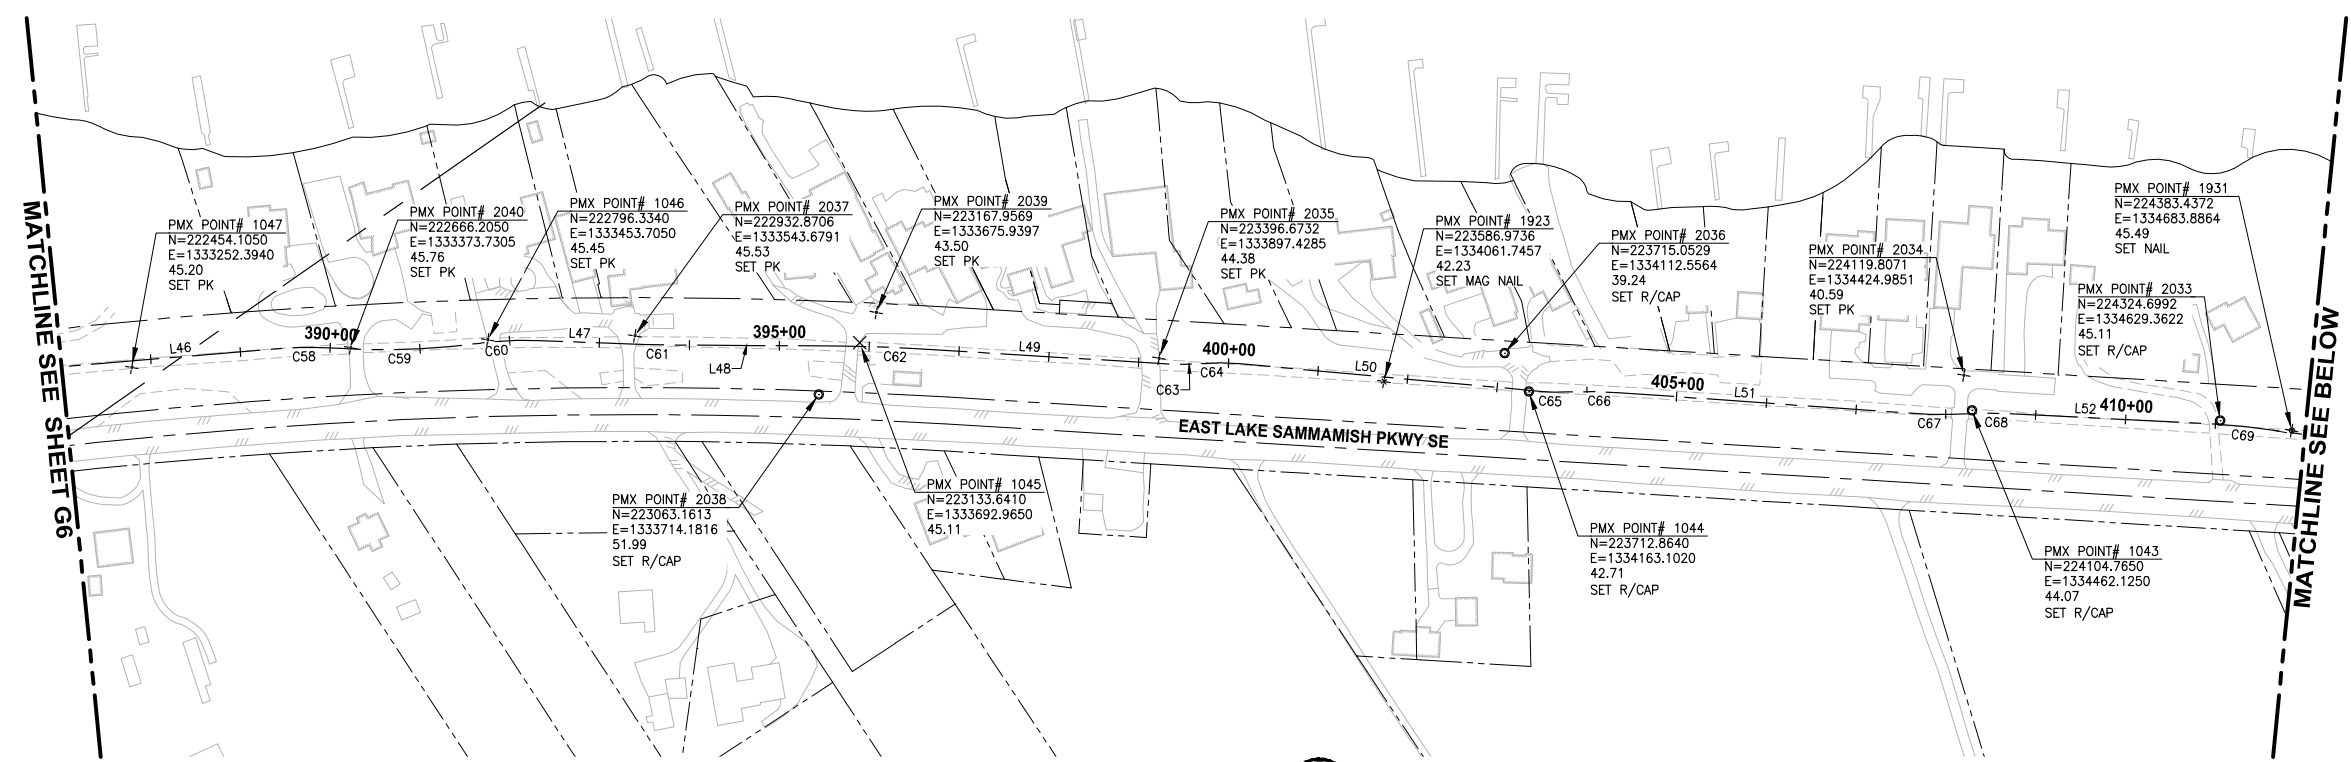 MATCHLINE SEE SHEET G6
PMX POINT# 1047
N=222454.1050
E=1333252.3940
45.20
SET PK
PMX POINT# 2040
N=222666.2050
E=1333373.7305
45.76
SET PK
PMX POINT# 1046
N=222796.3340
E=1333453.7050
45.45
SET PK
PMX POINT# 2037
N=222932.8706
E=1333543.6791
45.53
SET PK
PMX POINT# 2039
N=223167.9569
E=1333675.9397
43.50
SET PK
PMX POINT# 2035
N=223396.6732
E=1333897.4285
44.38
SET PK
PMX POINT# 1923
N=223586.9736
E=1334061.7457
42.23
SET MAG NAIL
PMX POINT# 2036
N=223715.0529
E=1334112.5564
39.24
SET R/CAP
PMX POINT# 2034
N=224119.8071
E=1334424.9851
40.59
SET PK
PMX POINT# 1931
N=224383.4372
E=1334683.8864
45.49
SET NAIL
PMX POINT# 2033
N=224324.6992
E=1334629.3622
45.11
SET R/CAP
L46
C58
390+00
C59
C60
L47
C61
L48
395+00
C62
L49
C63
400+00
C64
L50
C65
C66
405+00
L51
C67
C68
L52
410+00
C69
EAST LAKE SAMMAMISH PKWY SE
PMX POINT# 2038
N=223063.1613
E=1333714.1816
51.99
SET R/CAP
PMX POINT# 1045
N=223133.6410
E=1333692.9650
45.11
PMX POINT# 1044
N=223712.8640
E=1334163.1020
42.71
SET R/CAP
PMX POINT# 1043
N=224104.7650
E=1334462.1250
44.07
SET R/CAP
MATCHLINE SEE BELOW